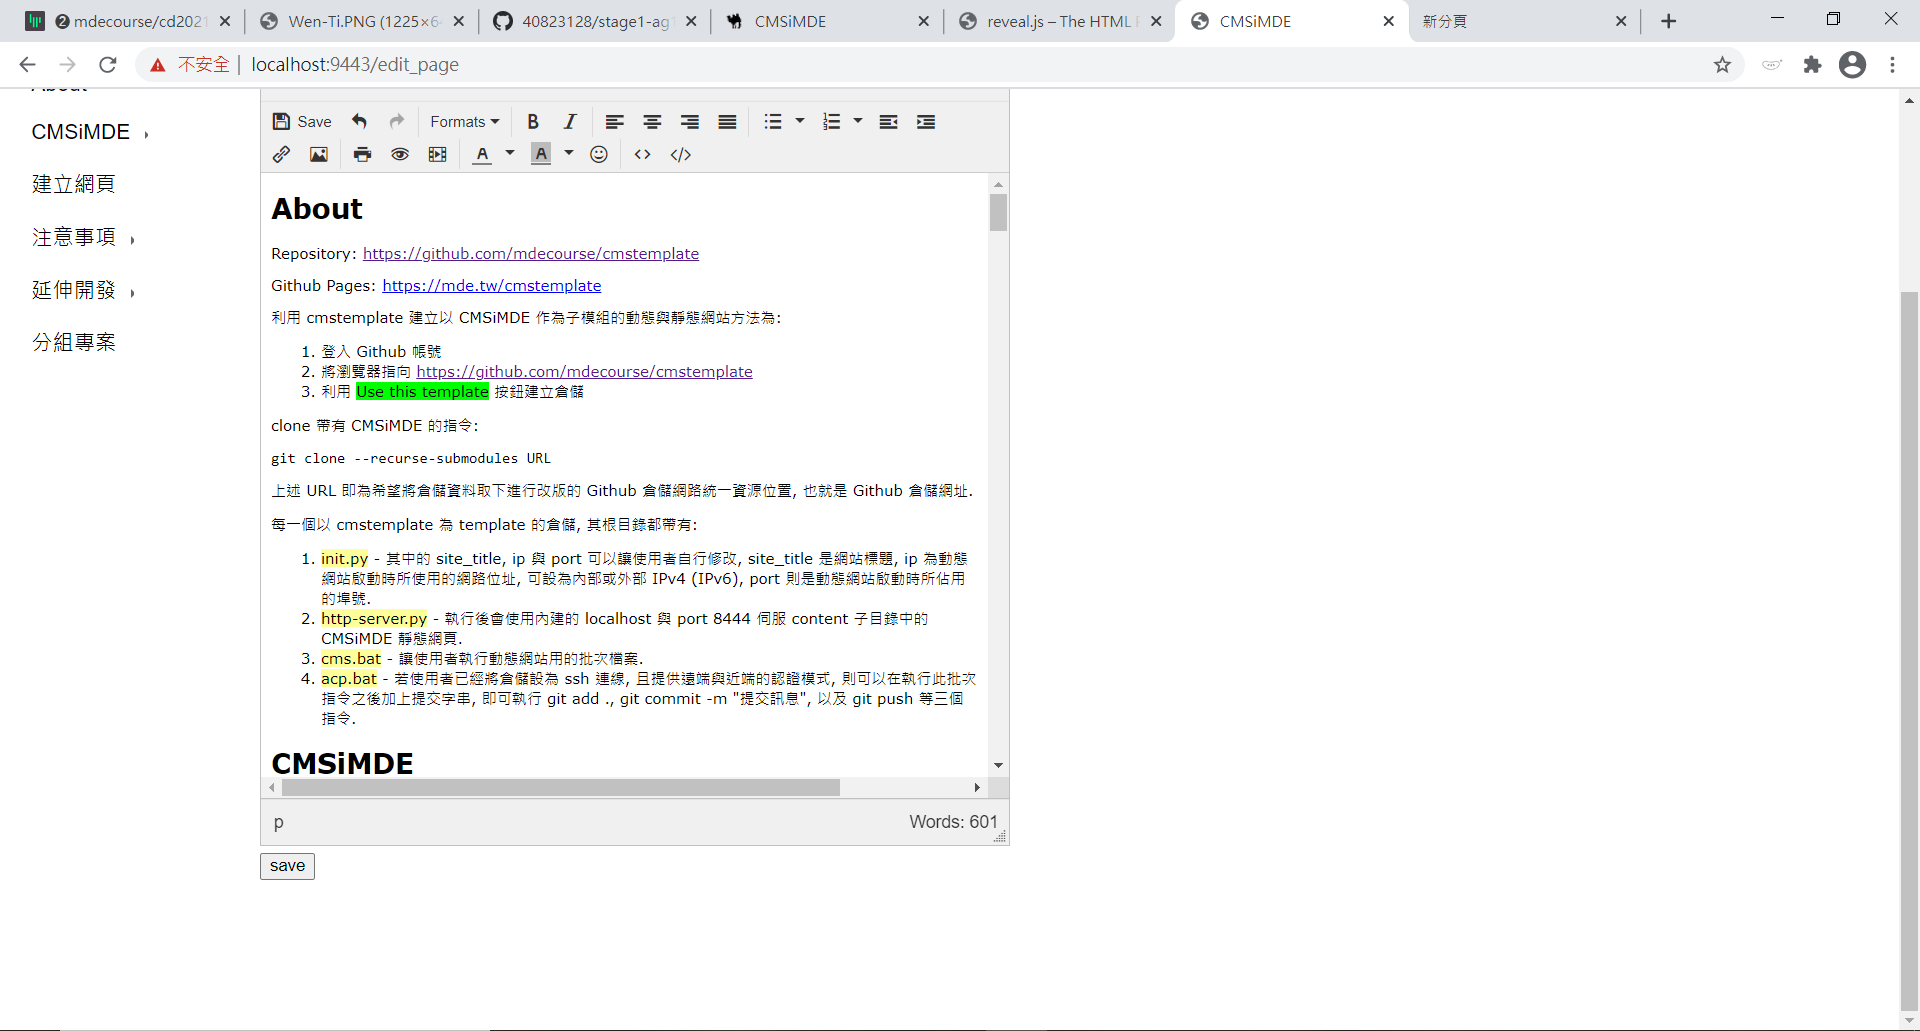 mdecourse/cd2021
Wen-Ti.PNG (1225×64
40823128/stage1-ag1
CMSiMDE
reveal.js – The HTML P
CMSiMDE
新分頁
不安全
localhost:9443/edit_page
About
CMSiMDE
建立網頁
注意事項
延伸開發
分組專案
Save
Formats
About
Repository: https://github.com/mdecourse/cmstemplate
Github Pages: https://mde.tw/cmstemplate
利用 cmstemplate 建立以 CMSiMDE 作為子模組的動態與靜態網站方法為:
1. 登入 Github 帳號
2. 將瀏覽器指向 https://github.com/mdecourse/cmstemplate
3. 利用 Use this template 按鈕建立倉儲
clone 帶有 CMSiMDE 的指令:
git clone --recurse-submodules URL
上述 URL 即為希望將倉儲資料取下進行改版的 Github 倉儲網路統一資源位置, 也就是 Github 倉儲網址.
每一個以 cmstemplate 為 template 的倉儲, 其根目錄都帶有:
1. init.py - 其中的 site_title, ip 與 port 可以讓使用者自行修改, site_title 是網站標題, ip 為動態
網站啟動時所使用的網路位址, 可設為內部或外部 IPv4 (IPv6), port 則是動態網站啟動時所佔用
的埠號.
2. http-server.py - 執行後會使用內建的 localhost 與 port 8444 伺服 content 子目錄中的
CMSiMDE 靜態網頁.
3. cms.bat - 讓使用者執行動態網站用的批次檔案.
4. acp.bat - 若使用者已經將倉儲設為 ssh 連線, 且提供遠端與近端的認證模式, 則可以在執行此批次
指令之後加上提交字串, 即可執行 git add ., git commit -m "提交訊息", 以及 git push 等三個
指令.
CMSiMDE
p
Words: 601
save